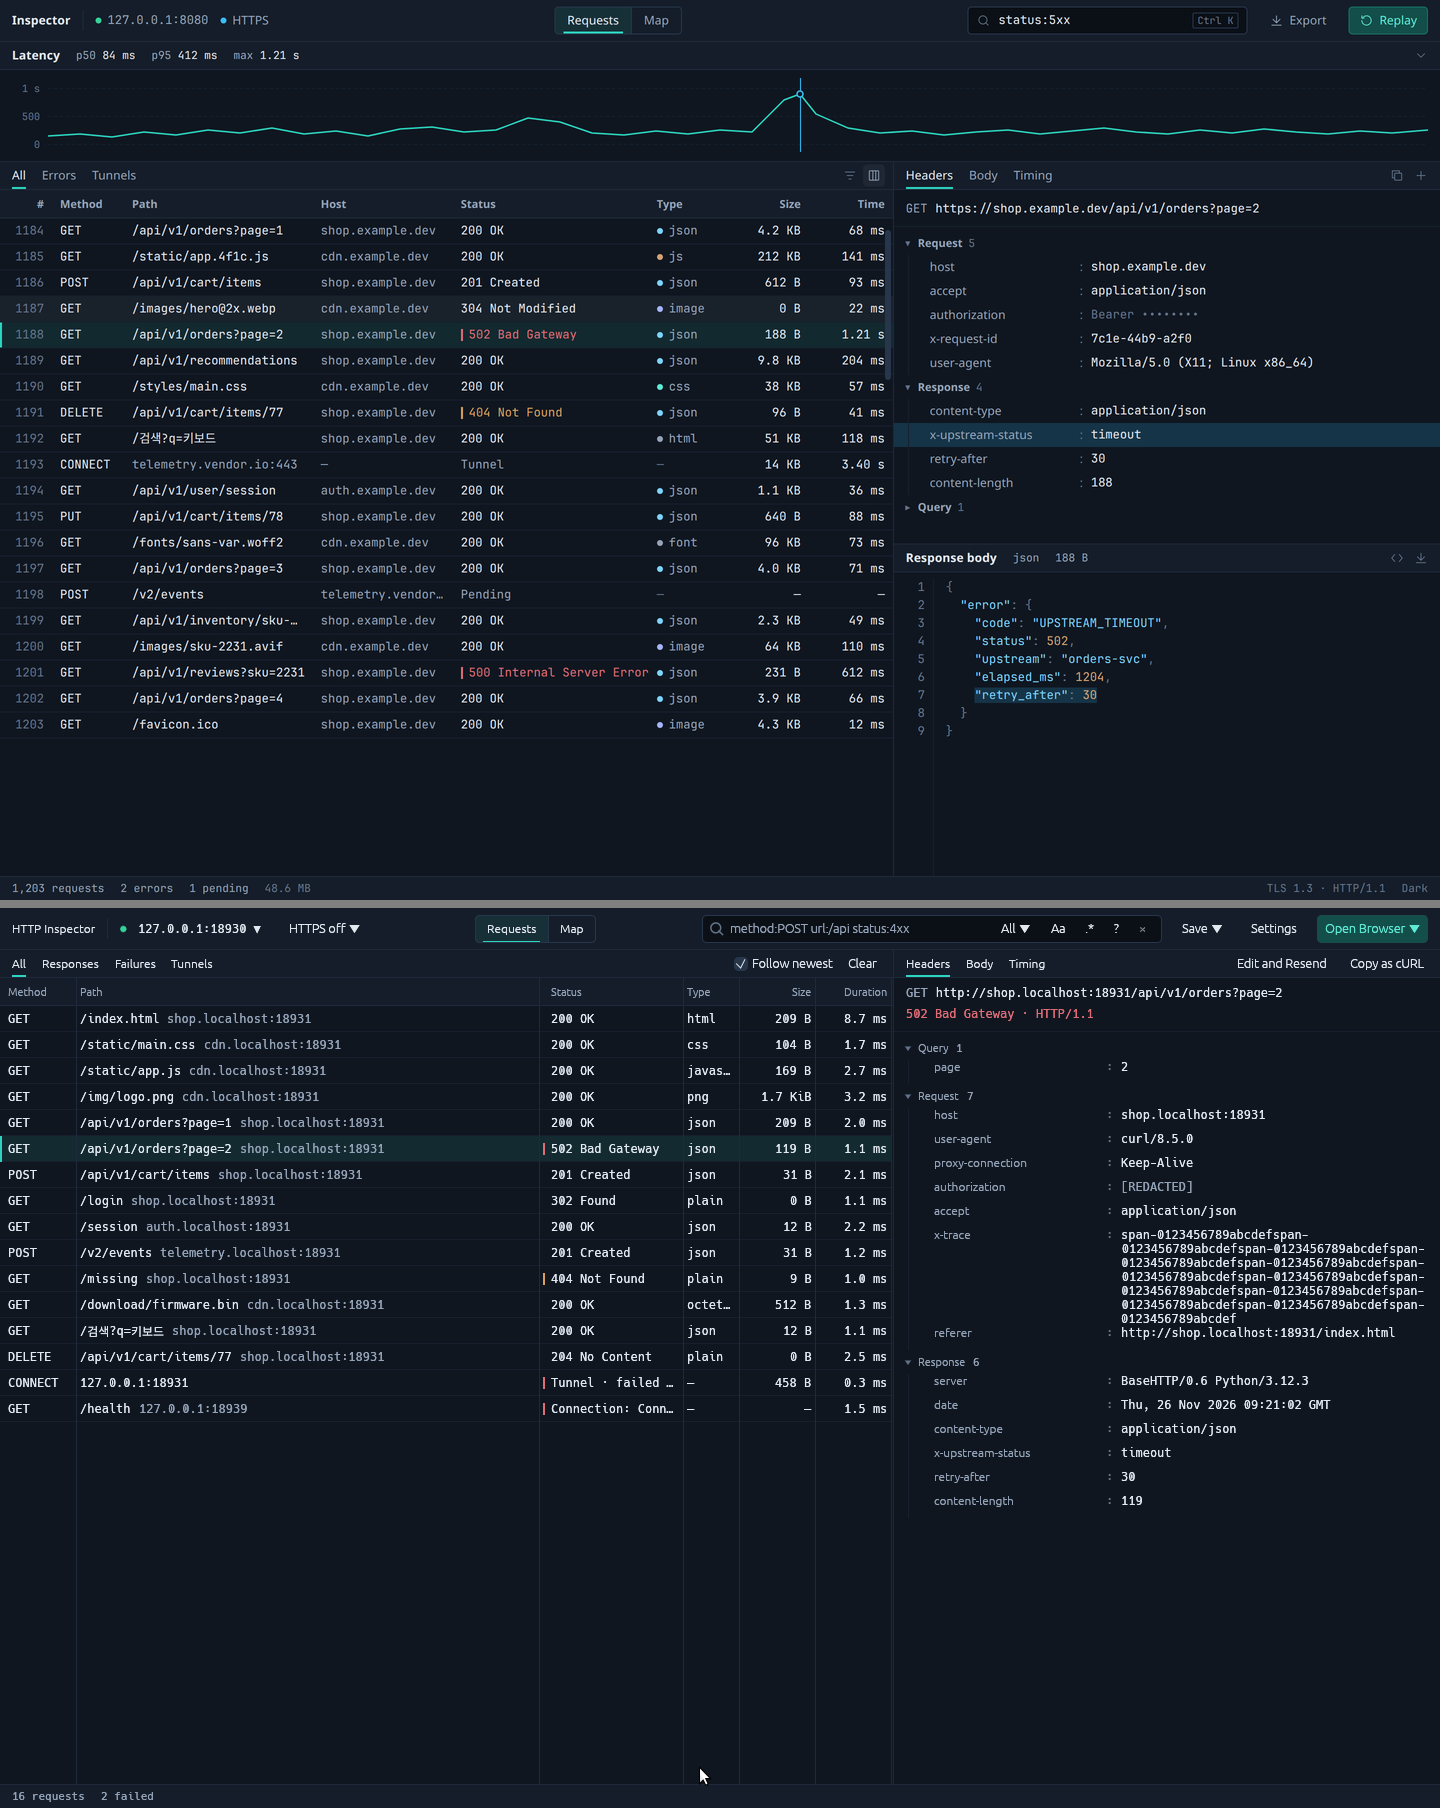 Inspector 127.0.0.1:8080 HTTPS Requests Map status:5xx Ctrl K Export Replay
Latency p50 84 ms p95 412 ms max 1.21 s
1 s
500
0
All Errors Tunnels
# Method Path Host Status Type Size Time
1184 GET /api/v1/orders?page=1 shop.example.dev 200 OK json 4.2 KB 68 ms
1185 GET /static/app.4f1c.js cdn.example.dev 200 OK js 212 KB 141 ms
1186 POST /api/v1/cart/items shop.example.dev 201 Created json 612 B 93 ms
1187 GET /images/hero@2x.webp cdn.example.dev 304 Not Modified image 0 B 22 ms
1188 GET /api/v1/orders?page=2 shop.example.dev 502 Bad Gateway json 188 B 1.21 s
1189 GET /api/v1/recommendations shop.example.dev 200 OK json 9.8 KB 204 ms
1190 GET /styles/main.css cdn.example.dev 200 OK css 38 KB 57 ms
1191 DELETE /api/v1/cart/items/77 shop.example.dev 404 Not Found json 96 B 41 ms
1192 GET /검색?q=키보드 shop.example.dev 200 OK html 51 KB 118 ms
1193 CONNECT telemetry.vendor.io:443 — Tunnel — 14 KB 3.40 s
1194 GET /api/v1/user/session auth.example.dev 200 OK json 1.1 KB 36 ms
1195 PUT /api/v1/cart/items/78 shop.example.dev 200 OK json 640 B 88 ms
1196 GET /fonts/sans-var.woff2 cdn.example.dev 200 OK font 96 KB 73 ms
1197 GET /api/v1/orders?page=3 shop.example.dev 200 OK json 4.0 KB 71 ms
1198 POST /v2/events telemetry.vendor… Pending — — —
1199 GET /api/v1/inventory/sku-… shop.example.dev 200 OK json 2.3 KB 49 ms
1200 GET /images/sku-2231.avif cdn.example.dev 200 OK image 64 KB 110 ms
1201 GET /api/v1/reviews?sku=2231 shop.example.dev 500 Internal Server Error json 231 B 612 ms
1202 GET /api/v1/orders?page=4 shop.example.dev 200 OK json 3.9 KB 66 ms
1203 GET /favicon.ico shop.example.dev 200 OK image 4.3 KB 12 ms
Headers Body Timing
GET https://shop.example.dev/api/v1/orders?page=2
Request 5
host : shop.example.dev
accept : application/json
authorization : Bearer ••••••••
x-request-id : 7c1e-44b9-a2f0
user-agent : Mozilla/5.0 (X11; Linux x86_64)
Response 4
content-type : application/json
x-upstream-status : timeout
retry-after : 30
content-length : 188
Query 1
Response body json 188 B
1 {
2 "error": {
3 "code": "UPSTREAM_TIMEOUT",
4 "status": 502,
5 "upstream": "orders-svc",
6 "elapsed_ms": 1204,
7 "retry_after": 30
8 }
9 }
1,203 requests 2 errors 1 pending 48.6 MB TLS 1.3 · HTTP/1.1 Dark
HTTP Inspector 127.0.0.1:18930 ▼ HTTPS off ▼ Requests Map method:POST url:/api status:4xx All ▼ Aa .* ? × Save ▼ Settings Open Browser ▼
All Responses Failures Tunnels Follow newest Clear
Method Path Status Type Size Duration
GET /index.html shop.localhost:18931 200 OK html 209 B 8.7 ms
GET /static/main.css cdn.localhost:18931 200 OK css 104 B 1.7 ms
GET /static/app.js cdn.localhost:18931 200 OK javas… 169 B 2.7 ms
GET /img/logo.png cdn.localhost:18931 200 OK png 1.7 KiB 3.2 ms
GET /api/v1/orders?page=1 shop.localhost:18931 200 OK json 209 B 2.0 ms
GET /api/v1/orders?page=2 shop.localhost:18931 502 Bad Gateway json 119 B 1.1 ms
POST /api/v1/cart/items shop.localhost:18931 201 Created json 31 B 2.1 ms
GET /login shop.localhost:18931 302 Found plain 0 B 1.1 ms
GET /session auth.localhost:18931 200 OK json 12 B 2.2 ms
POST /v2/events telemetry.localhost:18931 201 Created json 31 B 1.2 ms
GET /missing shop.localhost:18931 404 Not Found plain 9 B 1.0 ms
GET /download/firmware.bin cdn.localhost:18931 200 OK octet… 512 B 1.3 ms
GET /검색?q=키보드 shop.localhost:18931 200 OK json 12 B 1.1 ms
DELETE /api/v1/cart/items/77 shop.localhost:18931 204 No Content plain 0 B 2.5 ms
CONNECT 127.0.0.1:18931 Tunnel · failed … — 458 B 0.3 ms
GET /health 127.0.0.1:18939 Connection: Conn… — — 1.5 ms
Headers Body Timing Edit and Resend Copy as cURL
GET http://shop.localhost:18931/api/v1/orders?page=2
502 Bad Gateway · HTTP/1.1
Query 1
page : 2
Request 7
host : shop.localhost:18931
user-agent : curl/8.5.0
proxy-connection : Keep-Alive
authorization : [REDACTED]
accept : application/json
x-trace : span-0123456789abcdefspan-
0123456789abcdefspan-0123456789abcdefspan-
0123456789abcdefspan-0123456789abcdefspan-
0123456789abcdefspan-0123456789abcdefspan-
0123456789abcdefspan-0123456789abcdefspan-
0123456789abcdefspan-0123456789abcdefspan-
0123456789abcdef
referer : http://shop.localhost:18931/index.html
Response 6
server : BaseHTTP/0.6 Python/3.12.3
date : Thu, 26 Nov 2026 09:21:02 GMT
content-type : application/json
x-upstream-status : timeout
retry-after : 30
content-length : 119
16 requests 2 failed